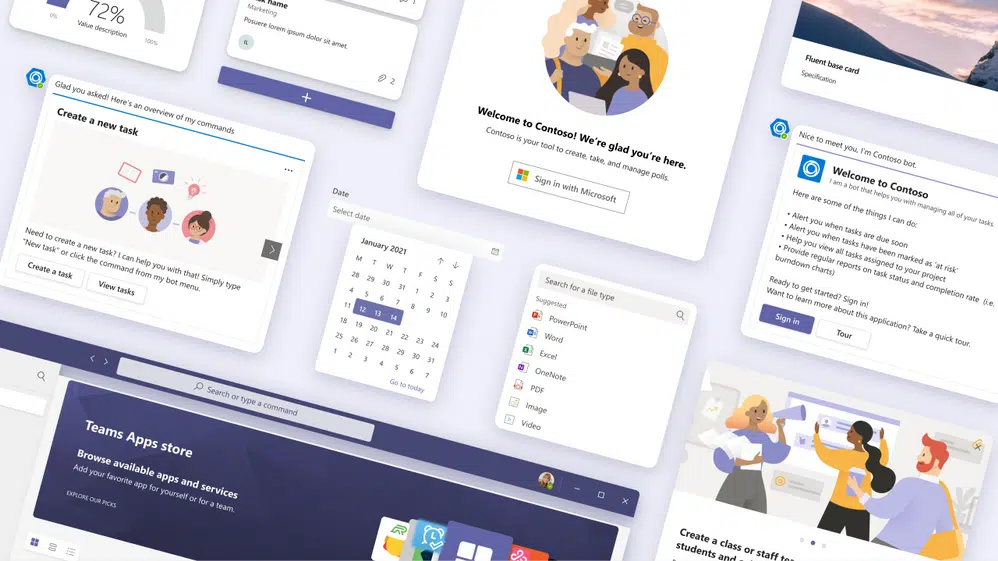 72%
Value description
0%
100%
name
Marketing
Posuere lorem ipsum dolor sit amet.
2
+
Glad you asked! Here's an overview of my commands
Create a new task
Need to create a new task? I can help you with that! Simply type
"New task" or click the command from my bot menu.
Create a task
View tasks
Welcome to Contoso! We're glad you're here.
Contoso is your tool to create, take, and manage polls.
Sign in with Microsoft
Fluent base card
Specification
Nice to meet you, I'm Contoso bot.
Welcome to Contoso
I am a bot that helps you with managing all of your tasks.
Here are some of the things I can do:
• Alert you when tasks are due soon
• Alert you when tasks have been marked as 'at risk'
• Help you view all tasks assigned to your project
• Provide regular reports on task status and completion rate (i.e.
burndown charts)
Ready to get started? Sign in!
Want to learn more about this application? Take a quick tour.
Sign in
Tour
Date
Select date
January 2021
M T W T F S S
28 29 30 31 1 2 3
4 5 6 7 8 9 10
11 12 13 14
18 19 20 21 22 23 24
25 26 27 28 29 30 31
1 2 3 4 5 6 7
Go to today
Search for a file type
Suggested
PowerPoint
Word
Excel
OneNote
PDF
Image
Video
Search or type a command
Teams Apps store
Browse available apps and services
Add your favorite app for yourself or for a team.
EXPLORE OUR PICKS
Create a class or staff
students and